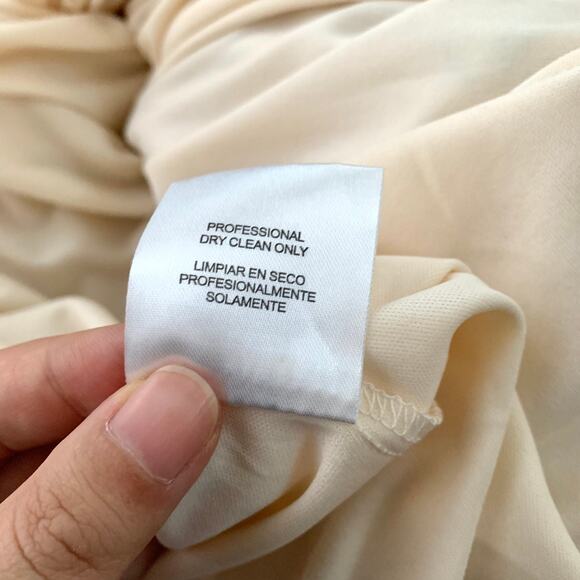 PROFESSIONAL
DRY CLEAN ONLY
LIMPIAR EN SECO
PROFESIONALMENTE
SOLAMENTE